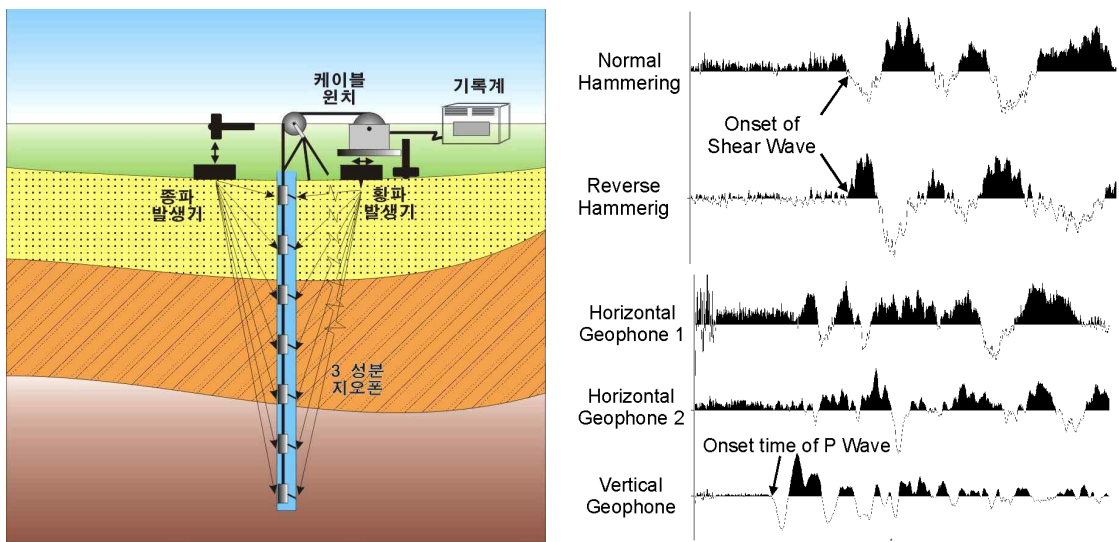 케이블
윈치
기록계
종파
발생기
횡파
발생기
3 성분
지오폰
Normal
Hammering
Onset of
Shear Wave
Reverse
Hammerig
Horizontal
Geophone 1
Horizontal
Geophone 2
Onset time of P Wave
Vertical
Geophone